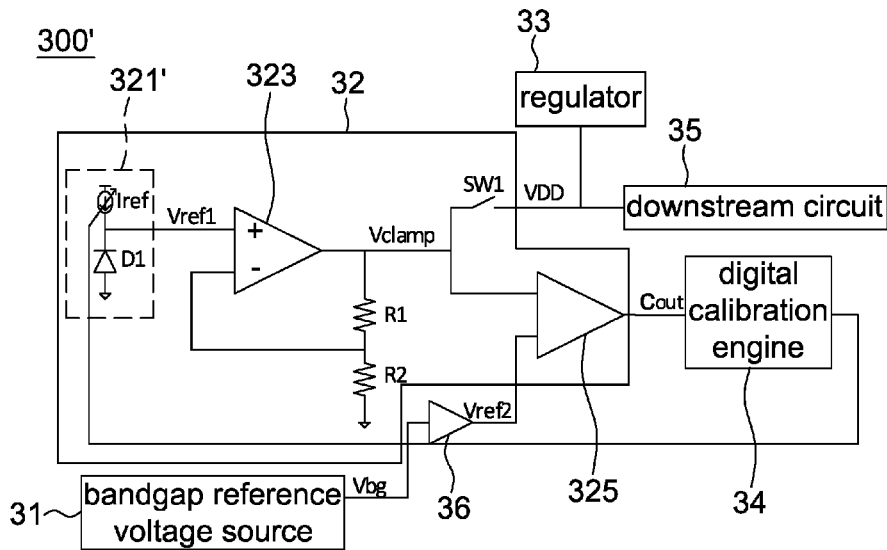 300'
321'
323
32
33
regulator
35
downstream circuit
Iref
Vref1
SW1
VDD
Vclamp
+
-
D1
R1
R2
Cout
digital
calibration
engine
Vref2
Vbg
31
bandgap reference
voltage source
36
325
34